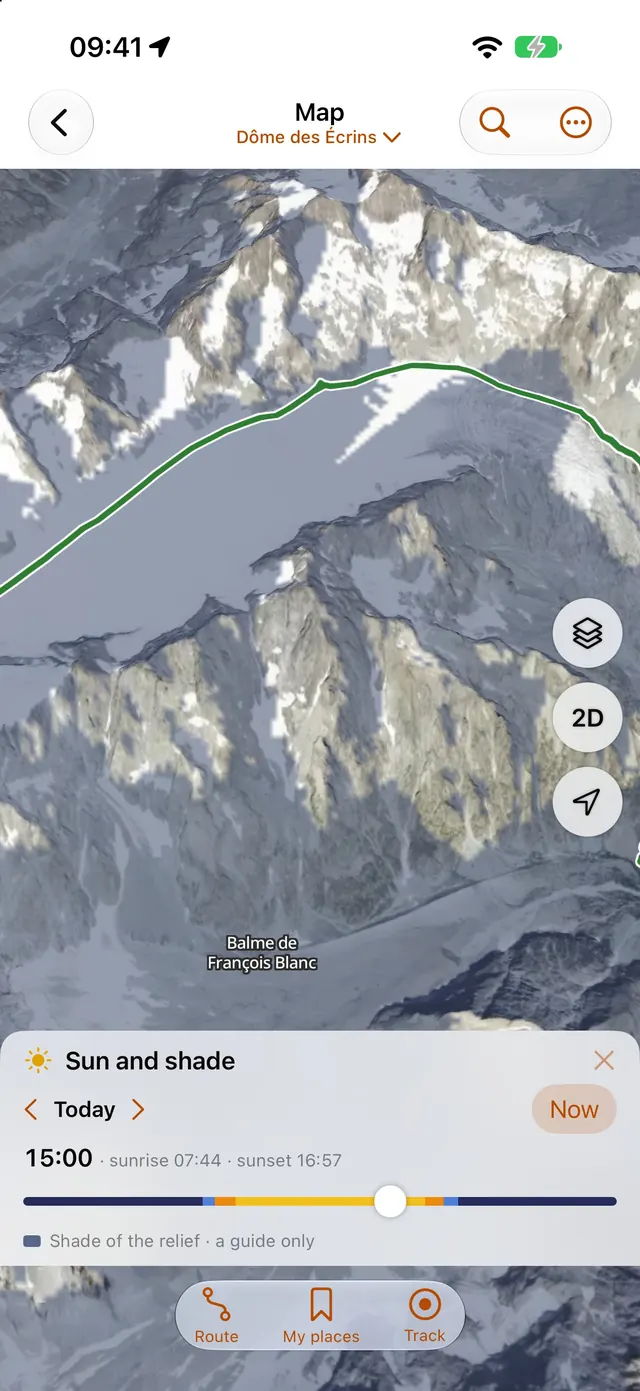 09:41
Map
Dôme des Écrins
2D
Balme de
François Blanc
Sun and shade
Today
Now
15:00 · sunrise 07:44 · sunset 16:57
Shade of the relief · a guide only
Route
My places
Track